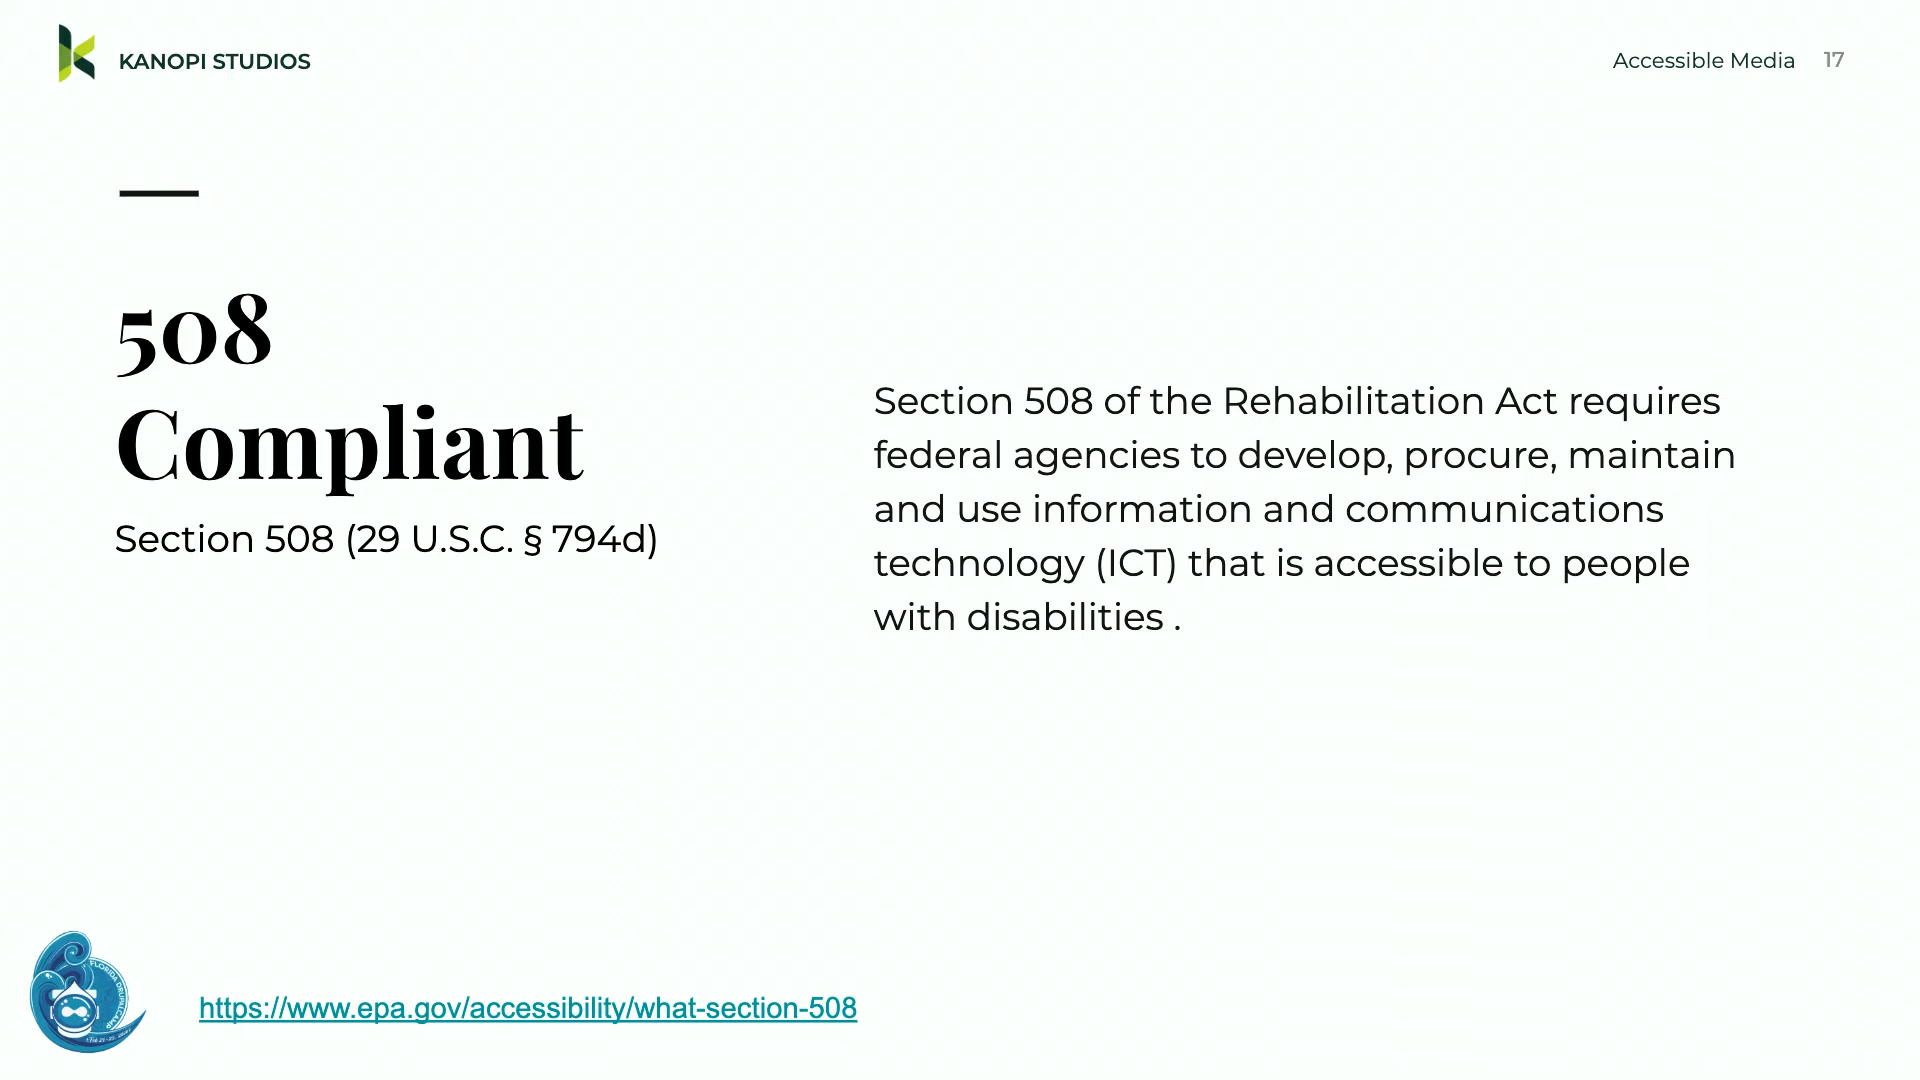 KANOPI STUDIOS
Accessible Media 17
508
Compliant
Section 508 (29 U.S.C. § 794d)
Section 508 of the Rehabilitation Act requires
federal agencies to develop, procure, maintain
and use information and communications
technology (ICT) that is accessible to people
with disabilities .
FLORIDA DRUPALCAMP
https://www.epa.gov/accessibility/what-section-508